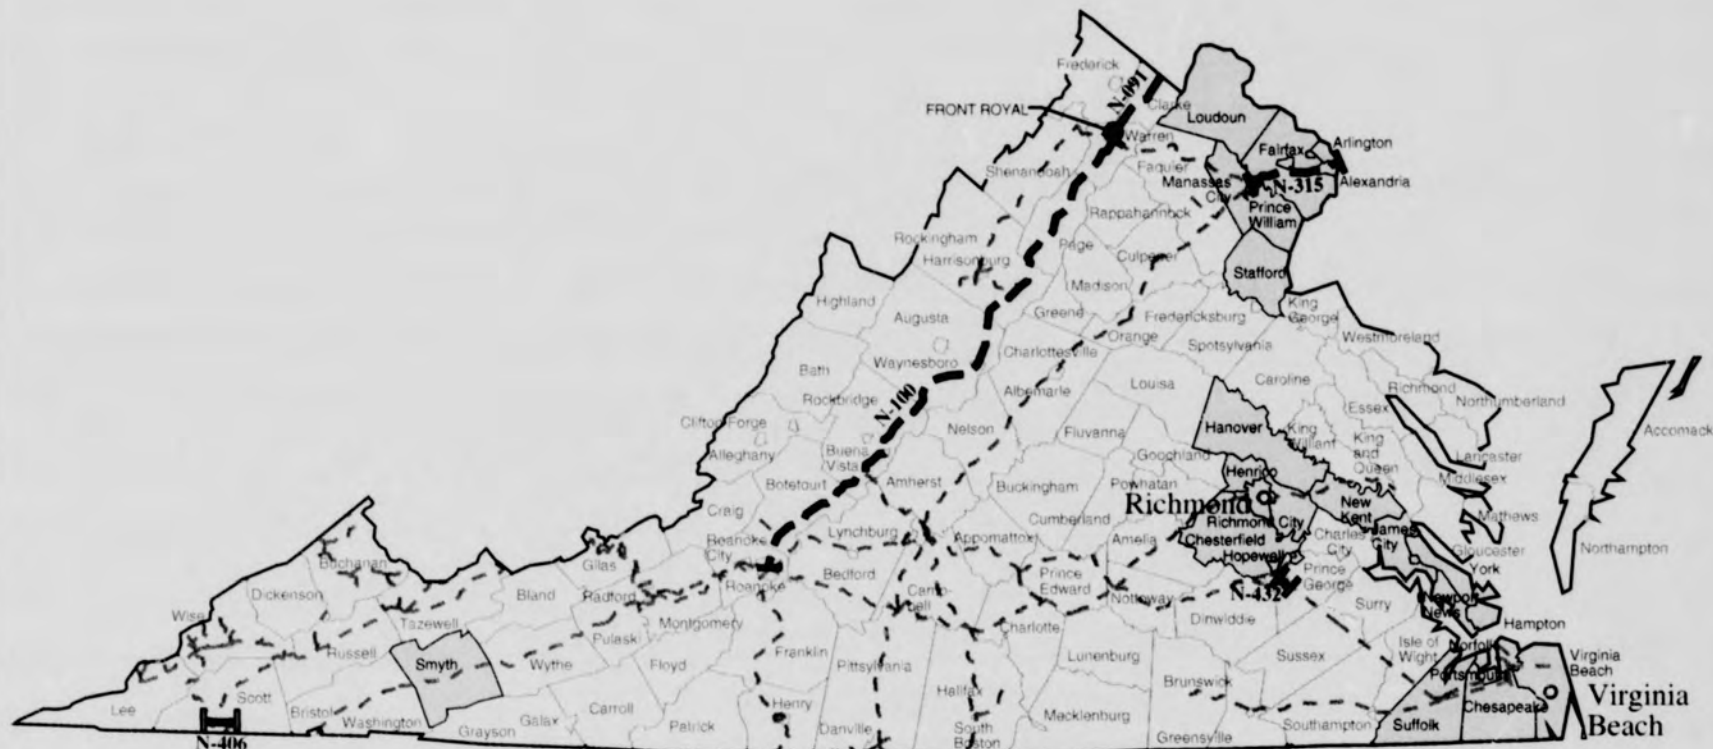 Frederick
N-091
Clarke
FRONT ROYAL
Loudoun
Warren
Fairfax
Arlington
Shenandoah
Faquier
Manassas
City
N-315
Alexandria
Prince
William
Rappahannock
Rockingham
Harrisonburg
Page
Culpeper
Stafford
Madison
Highland
Augusta
Greene
Fredericksburg
King
George
Orange
Westmoreland
Waynesboro
Charlottesville
Spotsylvania
Bath
Albemarle
Louisa
Caroline
Richmond
Rockbridge
N-100
Essex
Northumberland
Clifton Forge
Nelson
Fluvanna
Hanover
King
William
King
and
Queen
Accomack
Alleghany
Buena
Vista
Goochland
Lancaster
Botetourt
Amherst
Buckingham
Powhatan
Henrico
Middlesex
Richmond
New
Kent
Craig
Cumberland
Richmond City
Mathews
Roanoke
City
Lynchburg
Appomattox
Amelia
Chesterfield
Charles
City
James
City
Gloucester
Northampton
Buchanan
Gilas
Hopewell
York
Dickenson
Bland
Radford
Roanoke
Bedford
Camp-
bell
Prince
Edward
Nottoway
N-432
Prince
George
Newport
News
Wise
Tazewell
Montgomery
Charlotte
Dinwiddie
Surry
Hampton
Russell
Smyth
Wythe
Pulaski
Floyd
Franklin
Pittsylvania
Lunenburg
Sussex
Isle of
Wight
Norfolk
Portsmouth
Virginia
Beach
Lee
Scott
Bristol
Washington
Grayson
Galax
Carroll
Patrick
Henry
Danville
Halifax
South
Boston
Mecklenburg
Brunswick
Greensville
Southampton
Suffolk
Chesapeake
Virginia
Beach
N-406